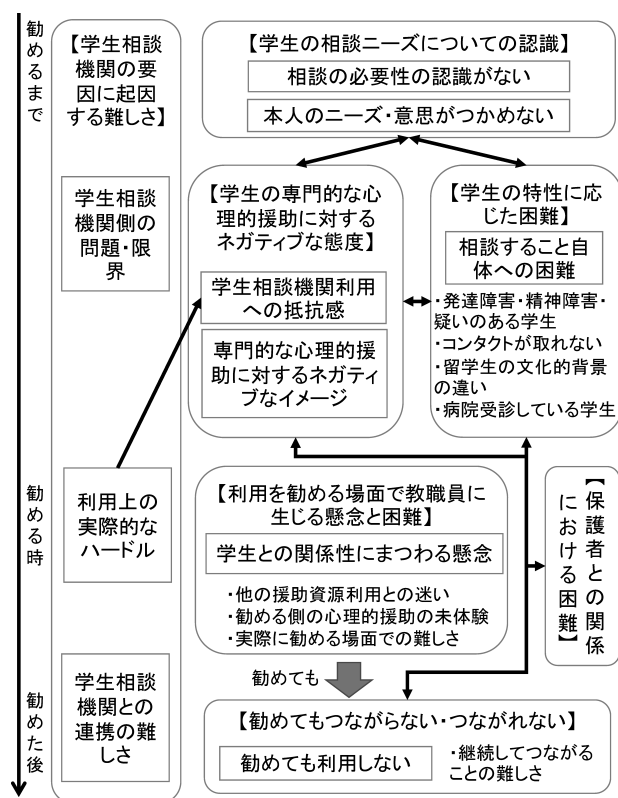 勧めるまで
勧める時
勧めた後
【学生相談
機関の要
因に起因
する難しさ】
学生相談
機関側の
問題・限
界
利用上の
実際的な
ハードル
学生相談
機関との
連携の難
しさ
【学生の相談ニーズについての認識】
相談の必要性の認識がない
本人のニーズ・意思がつかめない
【学生の専門的な心
理的援助に対する
ネガティブな態度】
学生相談機関利用
への抵抗感
専門的な心理的援
助に対するネガティ
ブなイメージ
【学生の特性に応
じた困難】
相談すること自
体への困難
・発達障害・精神障害・
疑いのある学生
・コンタクトが取れない
・留学生の文化的背景
の違い
・病院受診している学生
【利用を勧める場面で教職員に
生じる懸念と困難】
学生との関係性にまつわる懸念
・他の援助資源利用との迷い
・勧める側の心理的援助の未体験
・実際に勧める場面での難しさ
【保護者との関係
における困難】
勧めても
【勧めてもつながらない・つながれない】
勧めても利用しない
・継続してつながる
ことの難しさ